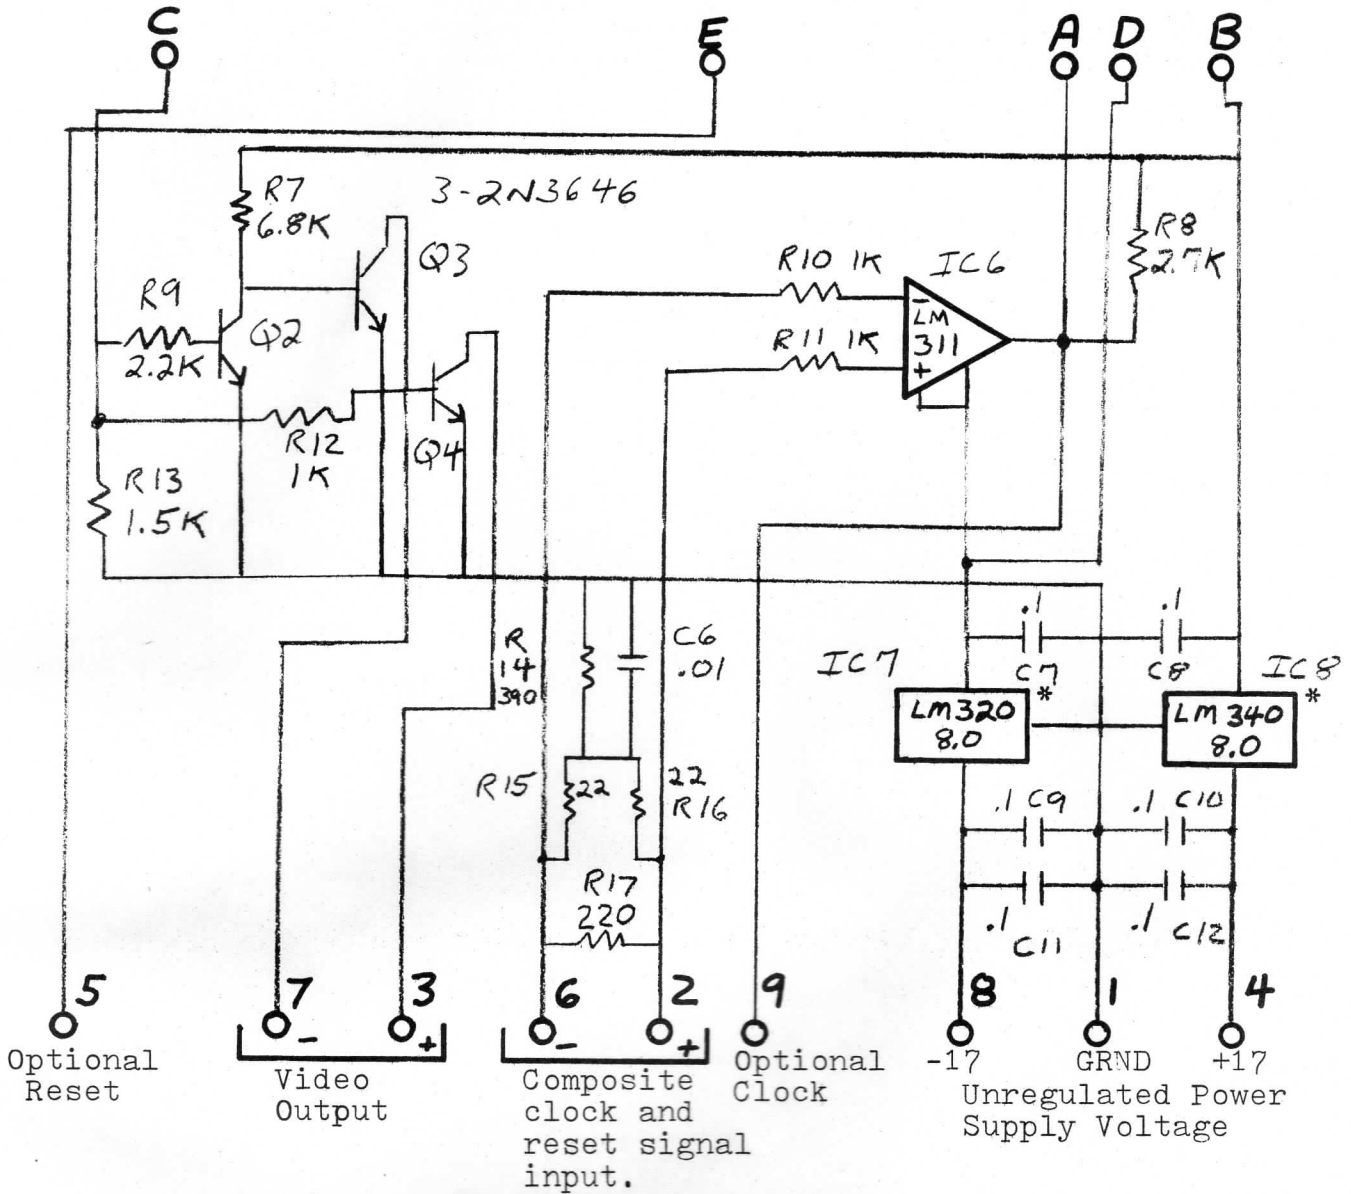 C
E
A
D
B
R7
6.8K
3-2N3646
Q3
R8
2.7K
R10 1K
IC6
R9
2.2K
Q2
R11 1K
-
LM
311
+
R12
1K
Q4
R13
1.5K
R
14
390
C6
.01
.1
C7
.1
C8
IC7
IC8
*
*
LM320
8.0
LM340
8.0
R15
22
22
R16
.1 C9
.1 C10
R17
220
.1
C11
.1
C12
5
7
3
6
2
9
8
1
4
-
+
-
+
Optional
Reset
Video
Output
Composite
clock and
reset signal
input.
Optional
Clock
-17
GRND
+17
Unregulated Power
Supply Voltage